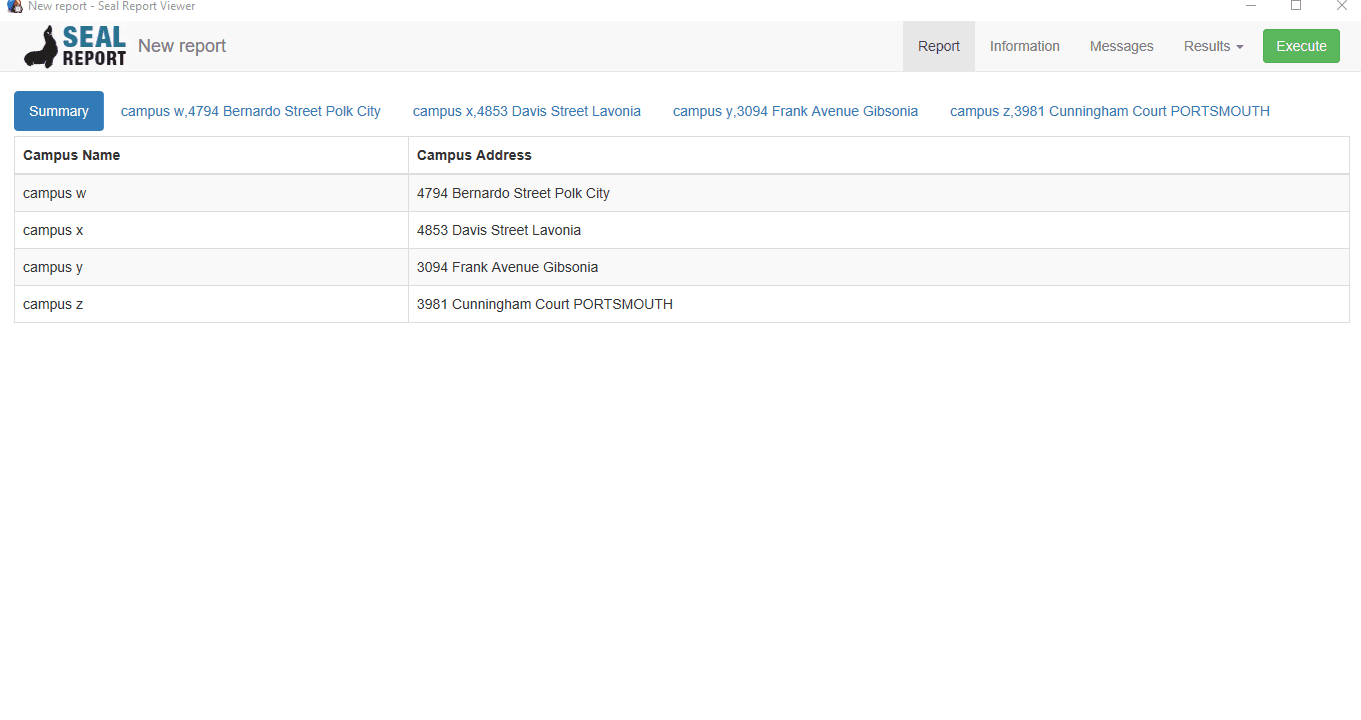 New report - Seal Report Viewer
SEAL REPORT New report Report Information Messages Results Execute
Summary campus w,4794 Bernardo Street Polk City campus x,4853 Davis Street Lavonia campus y,3094 Frank Avenue Gibsonia campus z,3981 Cunningham Court PORTSMOUTH
Campus Name Campus Address
campus w 4794 Bernardo Street Polk City
campus x 4853 Davis Street Lavonia
campus y 3094 Frank Avenue Gibsonia
campus z 3981 Cunningham Court PORTSMOUTH